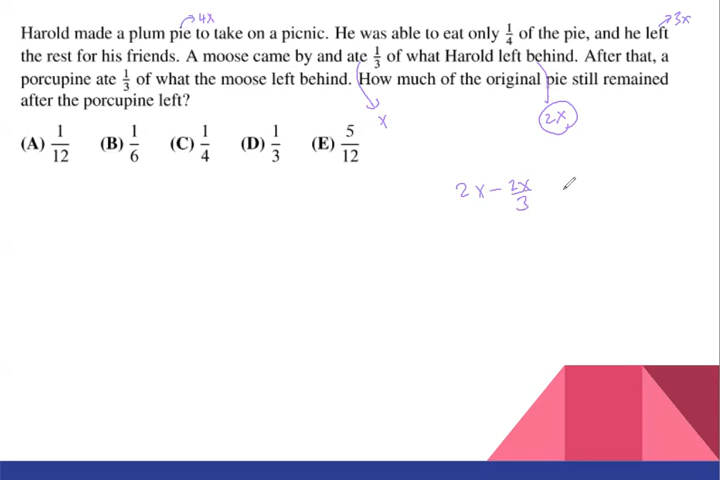 4x
3x
Harold made a plum pie to take on a picnic. He was able to eat only 1/4 of the pie, and he left
the rest for his friends. A moose came by and ate 1/3 of what Harold left behind. After that, a
porcupine ate 1/3 of what the moose left behind. How much of the original pie still remained
after the porcupine left?
x
2x
(A) 1/12 (B) 1/6 (C) 1/4 (D) 1/3 (E) 5/12
2x - 2x/3